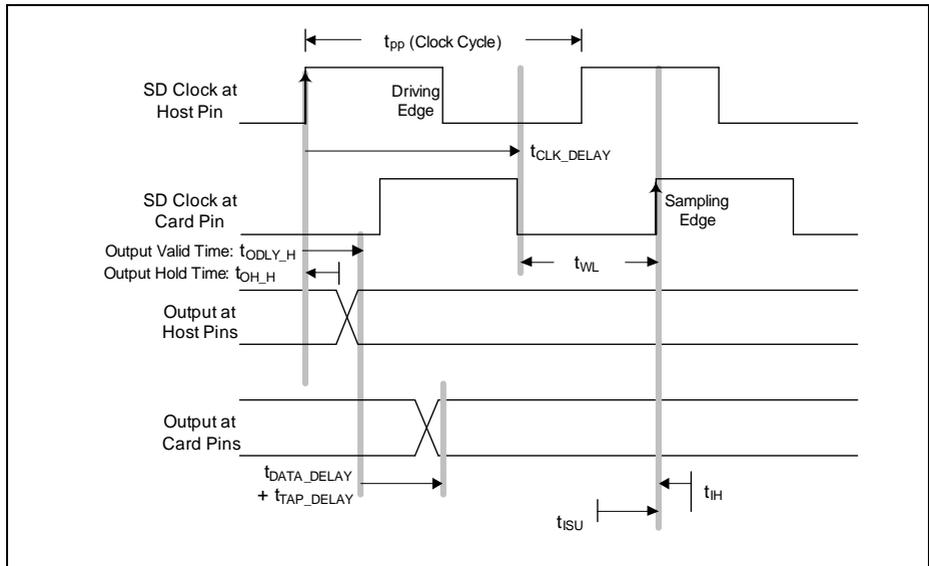 tpp (Clock Cycle)
SD Clock at
Host Pin
Driving
Edge
tCLK_DELAY
SD Clock at
Card Pin
Sampling
Edge
Output Valid Time: tODLY_H
Output Hold Time: tOH_H
tWL
Output at
Host Pins
Output at
Card Pins
tDATA_DELAY
+ tTAP_DELAY
tIH
tISU